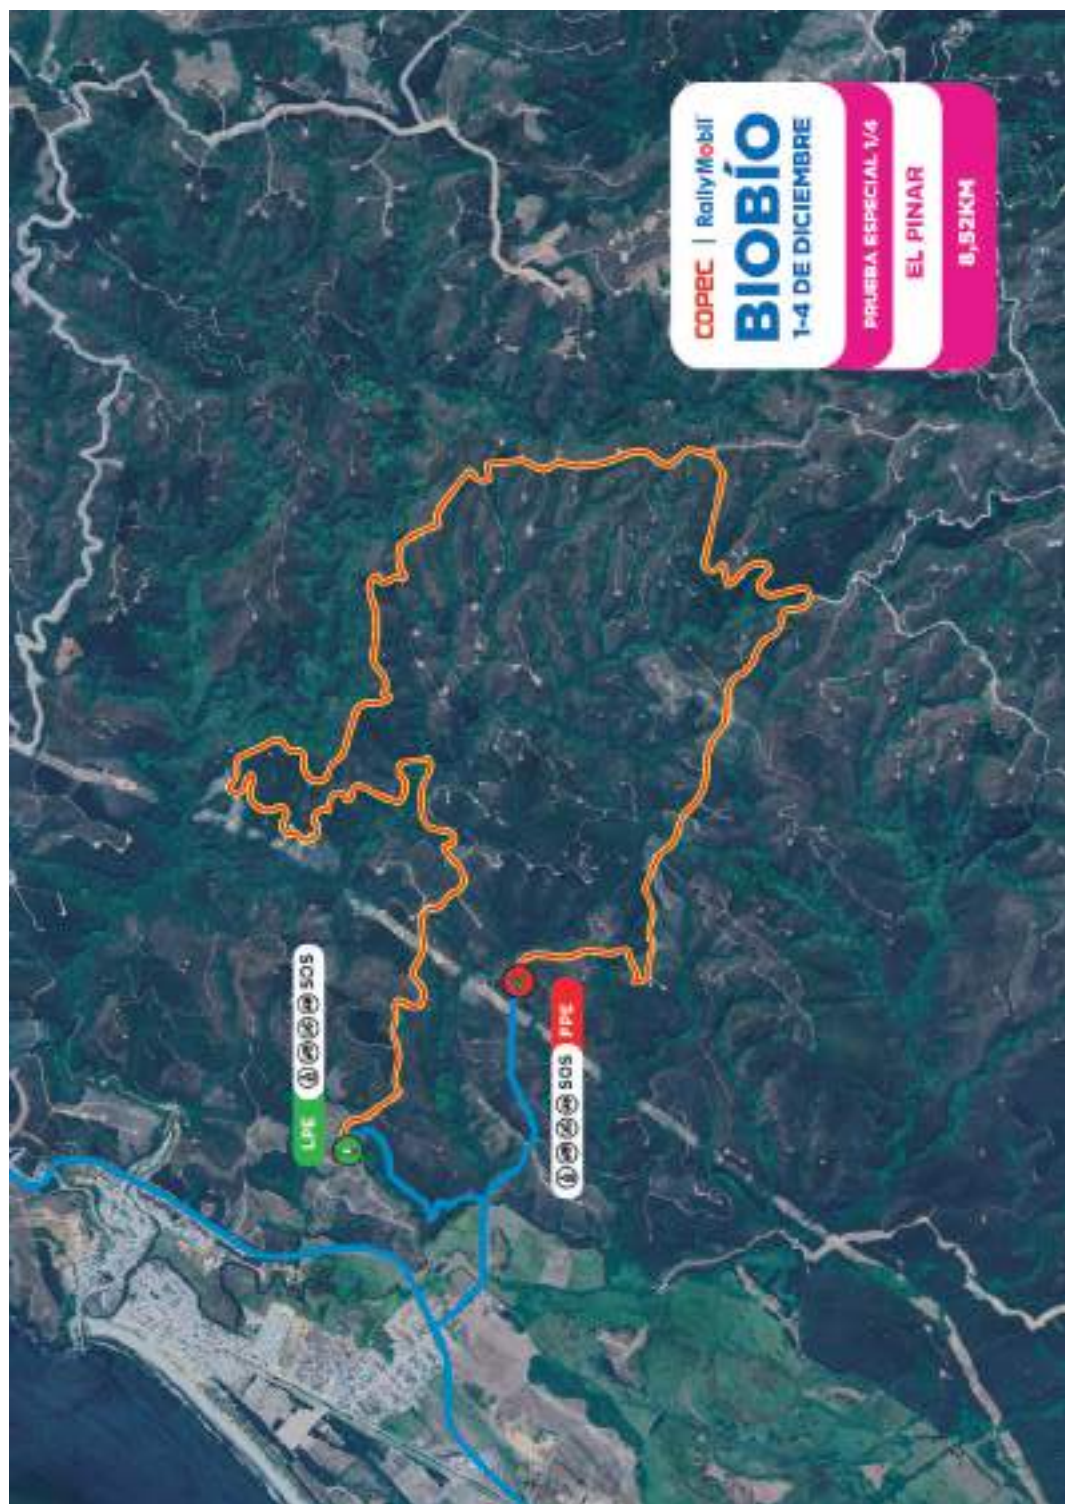 COPEC | RallyMobil
BIOBÍO
1-4 DE DICIEMBRE
PRUEBA ESPECIAL 1/4
EL PINAR
8,52KM
LPE SOS
SOS FPE